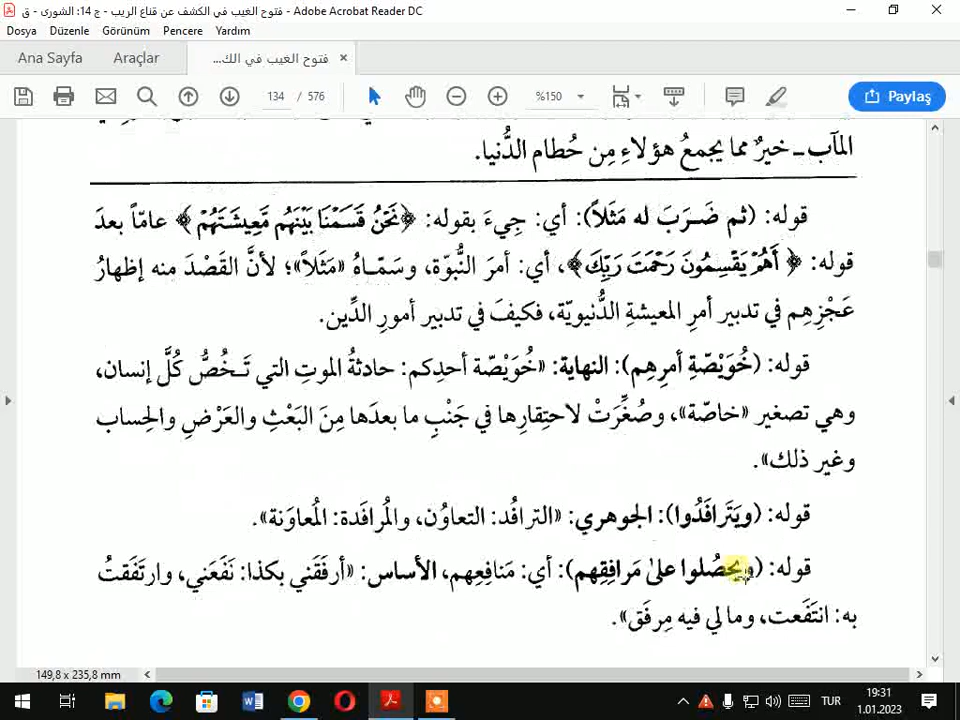 فتوح الغيب في الكشف عن قناع الريب - ج 14: الشورى - ق - Adobe Acrobat Reader DC
Dosya Düzenle Görünüm Pencere Yardım
Ana Sayfa Araçlar فتوح الغيب في الك... ×
134 / 576 %150 Paylaş
المآب ـ خيرٌ مما يجمعُ هؤلاءِ مِن حُطام الدُّنيا.
قوله: (ثم ضَرَبَ له مَثَلاً): أي: جِيءَ بقوله: ﴿نَحْنُ قَسَمْنَا بَيْنَهُم مَّعِيشَتَهُمْ﴾ عامّاً بعدَ
قوله: ﴿أَهُمْ يَقْسِمُونَ رَحْمَتَ رَبِّكَ﴾، أي: أمرَ النُّبوّة، وسَمّاهُ «مَثَلاً»؛ لأنَّ القَصْدَ منه إظهارُ
عَجْزِهِم في تدبير أمرِ المعيشةِ الدُّنيويّة، فكيفَ في تدبير أمورِ الدِّين.
قوله: (خُوَيْصّةِ أمرِهِم): النهاية: «خُوَيْصّة أحدِكم: حادثةُ الموتِ التي تَخُصُّ كُلَّ إنسان،
وهي تصغير «خاصّة»، وصُغِّرَتْ لاحتِقارِها في جَنْبِ ما بعدَها مِنَ البَعْثِ والعَرْضِ والحِساب
وغير ذلك».
قوله: (ويَتَرافَدُوا): الجوهري: «الترافُد: التعاوُن، والمُرافَدة: المُعاوَنة».
قوله: (ويحصُلوا على مَرافِقِهم): أي: مَنافِعِهم، الأساس: «أرفَقَني بكذا: نَفَعَني، وارتَفَقتُ
به: انتَفَعت، وما لي فيه مِرفَق».
149,8 x 235,8 mm
TUR 19:31
1.01.2023